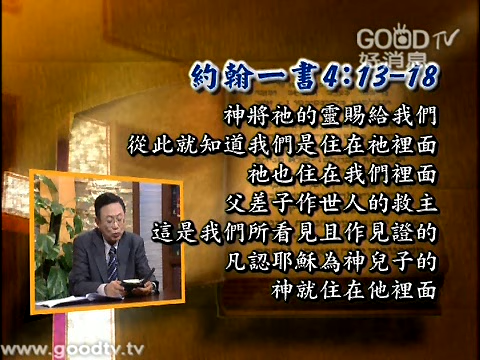 GOOD TV
好消息
約翰一書4:13-18
神將祂的靈賜給我們
從此就知道我們是住在祂裡面
祂也住在我們裡面
父差子作世人的救主
這是我們所看見且作見證的
凡認耶穌為神兒子的
神就住在他裡面
www.goodtv.tv